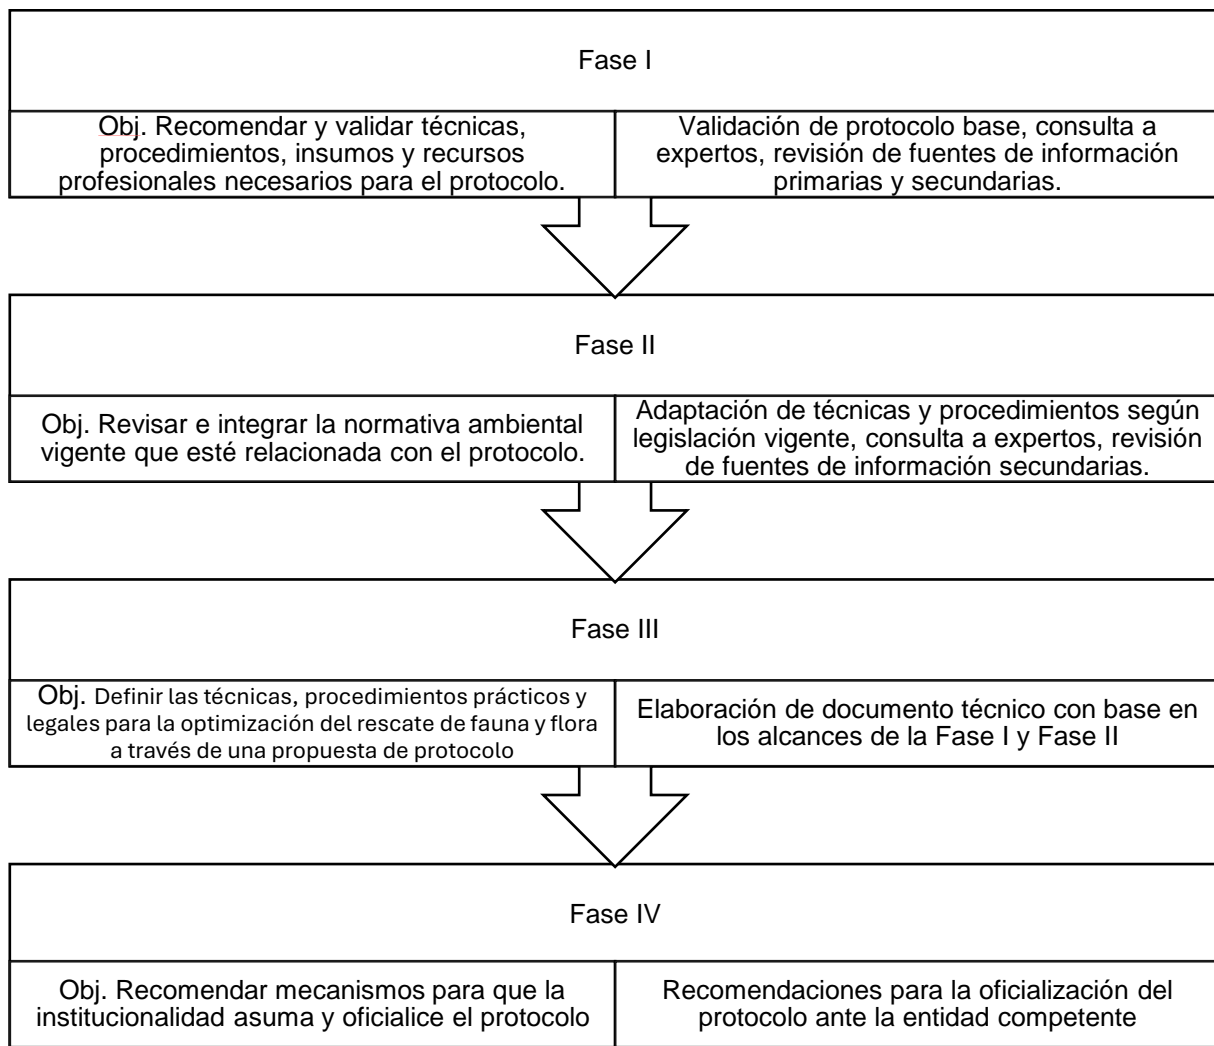 Fase I
Obj. Recomendar y validar técnicas,
procedimientos, insumos y recursos
profesionales necesarios para el protocolo.
Validación de protocolo base, consulta a
expertos, revisión de fuentes de información
primarias y secundarias.
Fase II
Obj. Revisar e integrar la normativa ambiental
vigente que esté relacionada con el protocolo.
Adaptación de técnicas y procedimientos según
legislación vigente, consulta a expertos, revisión
de fuentes de información secundarias.
Fase III
Obj. Definir las técnicas, procedimientos prácticos y
legales para la optimización del rescate de fauna y flora
a través de una propuesta de protocolo
Elaboración de documento técnico con base en
los alcances de la Fase I y Fase II
Fase IV
Obj. Recomendar mecanismos para que la
institucionalidad asuma y oficialice el protocolo
Recomendaciones para la oficialización del
protocolo ante la entidad competente